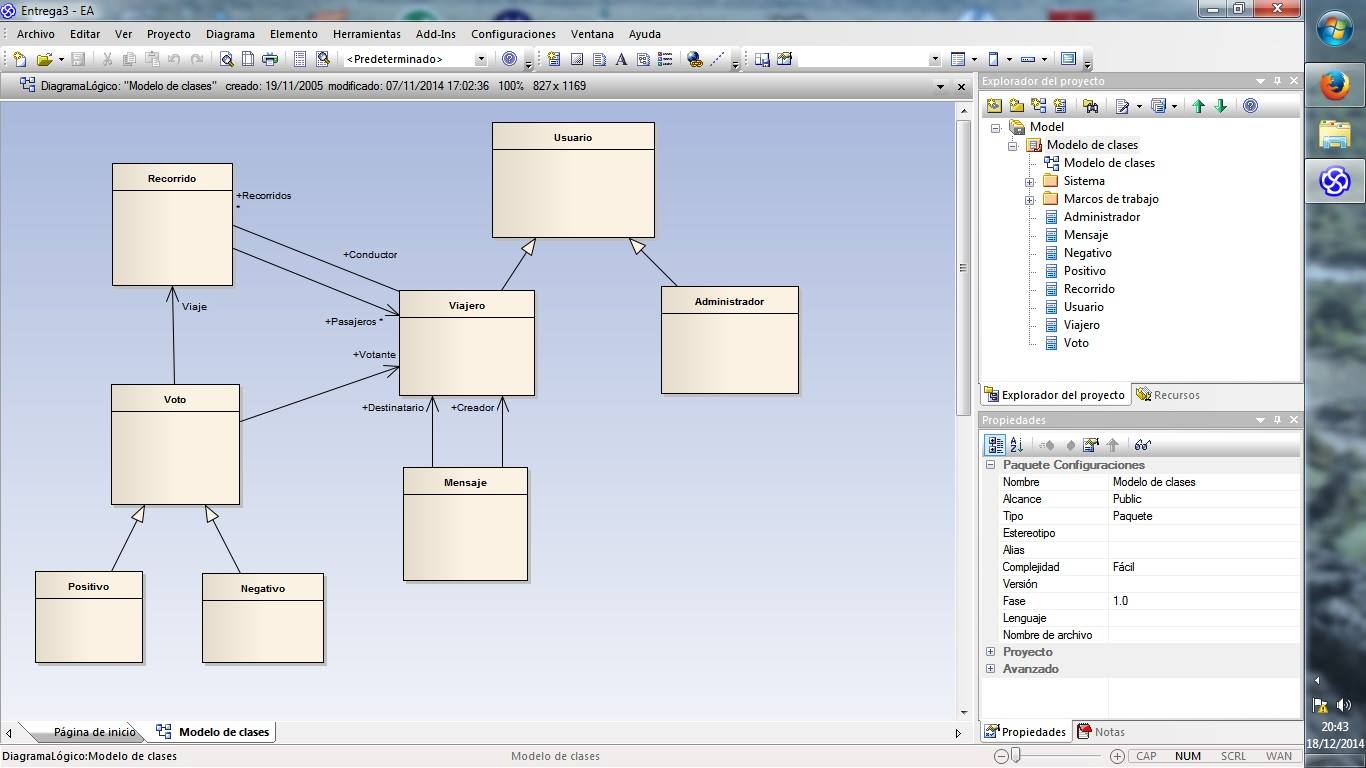 Entrega3 - EA
Archivo Editar Ver Proyecto Diagrama Elemento Herramientas Add-Ins Configuraciones Ventana Ayuda
<Predeterminado>
DiagramaLógico: "Modelo de clases" creado: 19/11/2005 modificado: 07/11/2014 17:02:36 100% 827 x 1169
Usuario
Recorrido
+Recorridos
*
+Conductor
Viajero
Administrador
Viaje
+Pasajeros *
+Votante
Voto
+Destinatario +Creador
Mensaje
Positivo
Negativo
Página de inicio Modelo de clases
DiagramaLógico:Modelo de clases
Modelo de clases
Explorador del proyecto
Model
Modelo de clases
Modelo de clases
Sistema
Marcos de trabajo
Administrador
Mensaje
Negativo
Positivo
Recorrido
Usuario
Viajero
Voto
Explorador del proyecto Recursos
Propiedades
Paquete Configuraciones
Nombre Modelo de clases
Alcance Public
Tipo Paquete
Estereotipo
Alias
Complejidad Fácil
Versión
Fase 1.0
Lenguaje
Nombre de archivo
Proyecto
Avanzado
Propiedades Notas
CAP NUM SCRL WAN
20:43
18/12/2014